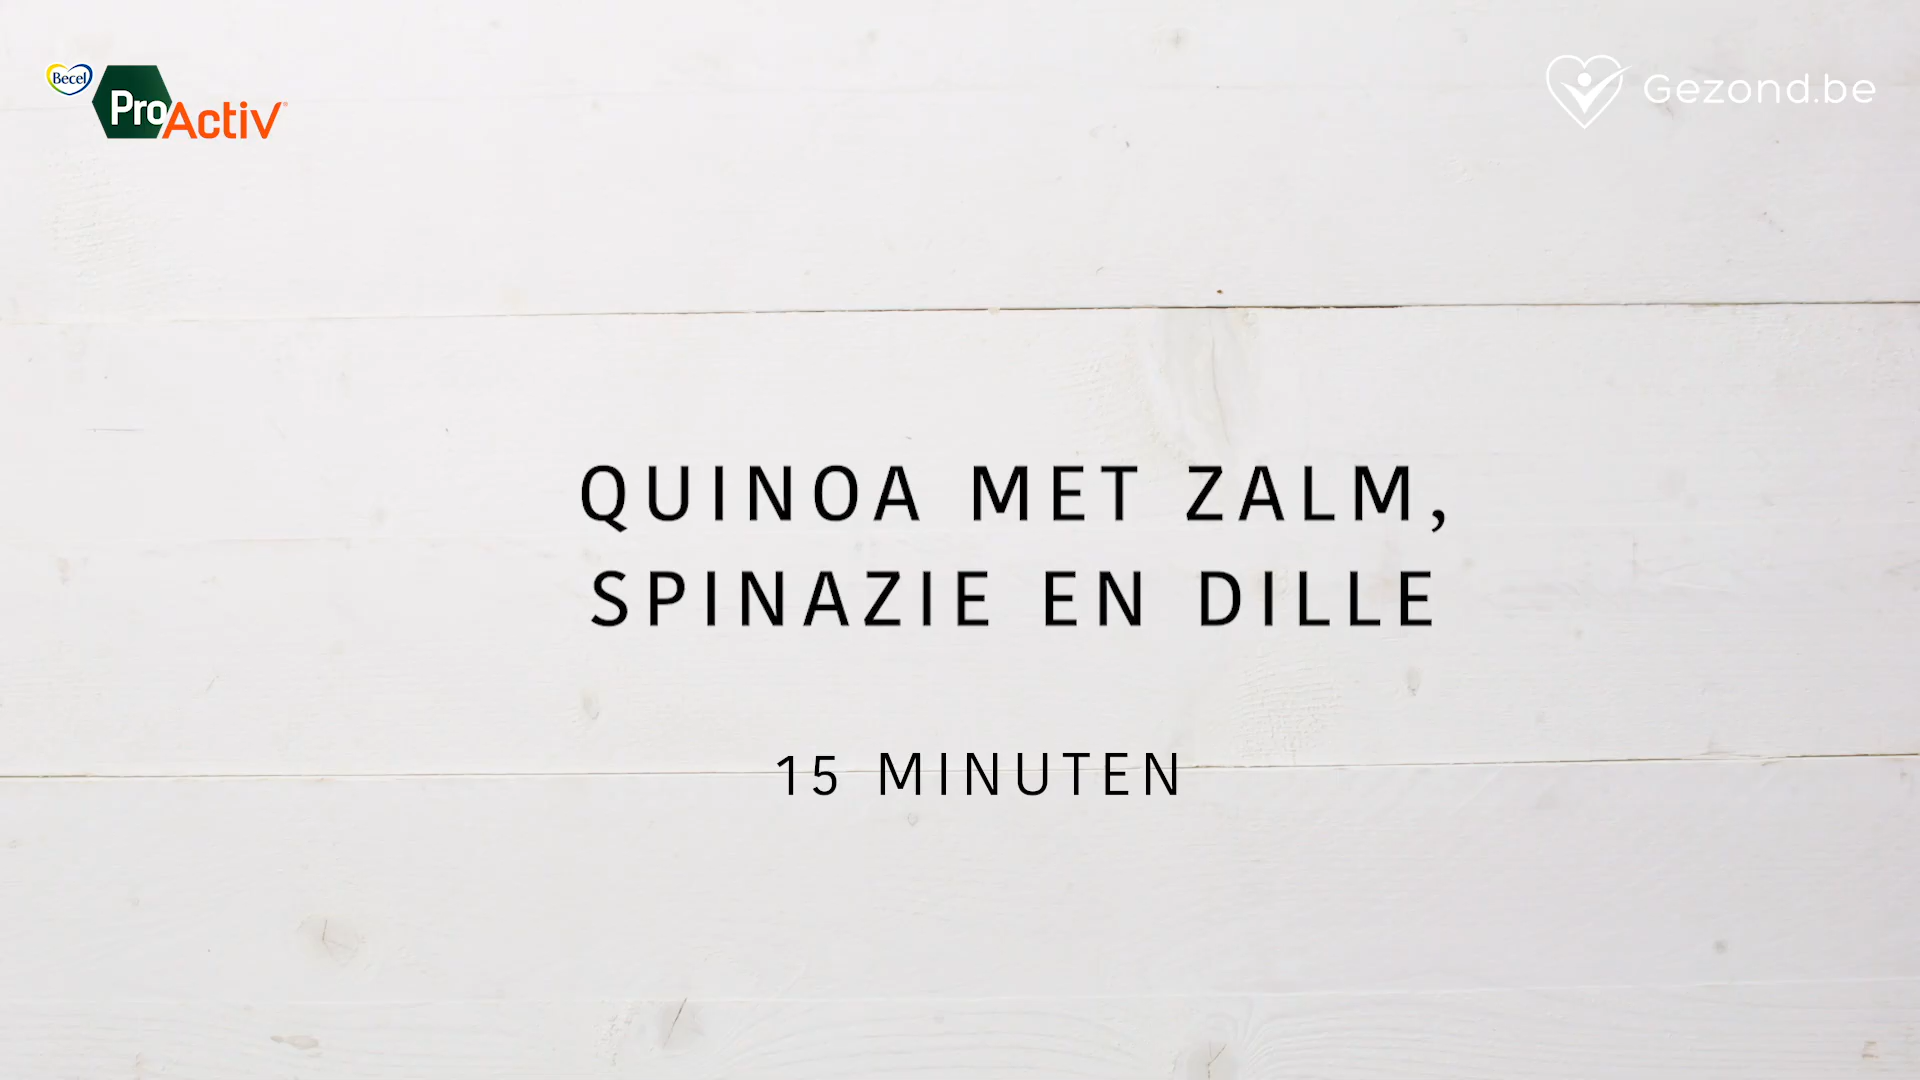 Becel
ProActiv
Gezond.be
QUINOA MET ZALM,
SPINAZIE EN DILLE
15 MINUTEN